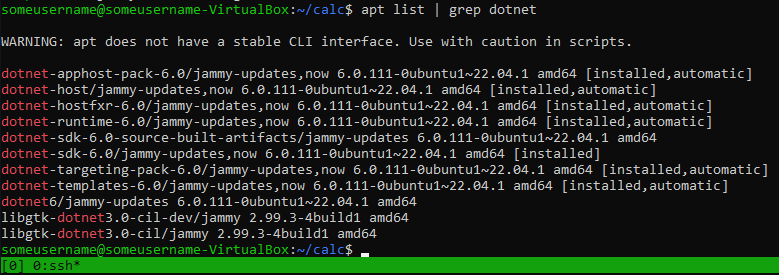 someusername@someusername-VirtualBox:~/calc$ apt list | grep dotnet
WARNING: apt does not have a stable CLI interface. Use with caution in scripts.
dotnet-apphost-pack-6.0/jammy-updates,now 6.0.111-0ubuntu1~22.04.1 amd64 [installed,automatic]
dotnet-host/jammy-updates,now 6.0.111-0ubuntu1~22.04.1 amd64 [installed,automatic]
dotnet-hostfxr-6.0/jammy-updates,now 6.0.111-0ubuntu1~22.04.1 amd64 [installed,automatic]
dotnet-runtime-6.0/jammy-updates,now 6.0.111-0ubuntu1~22.04.1 amd64 [installed,automatic]
dotnet-sdk-6.0-source-built-artifacts/jammy-updates 6.0.111-0ubuntu1~22.04.1 amd64
dotnet-sdk-6.0/jammy-updates,now 6.0.111-0ubuntu1~22.04.1 amd64 [installed]
dotnet-targeting-pack-6.0/jammy-updates,now 6.0.111-0ubuntu1~22.04.1 amd64 [installed,automatic]
dotnet-templates-6.0/jammy-updates,now 6.0.111-0ubuntu1~22.04.1 amd64 [installed,automatic]
dotnet6/jammy-updates 6.0.111-0ubuntu1~22.04.1 amd64
libgtk-dotnet3.0-cil-dev/jammy 2.99.3-4build1 amd64
libgtk-dotnet3.0-cil/jammy 2.99.3-4build1 amd64
someusername@someusername-VirtualBox:~/calc$
[0] 0:ssh*